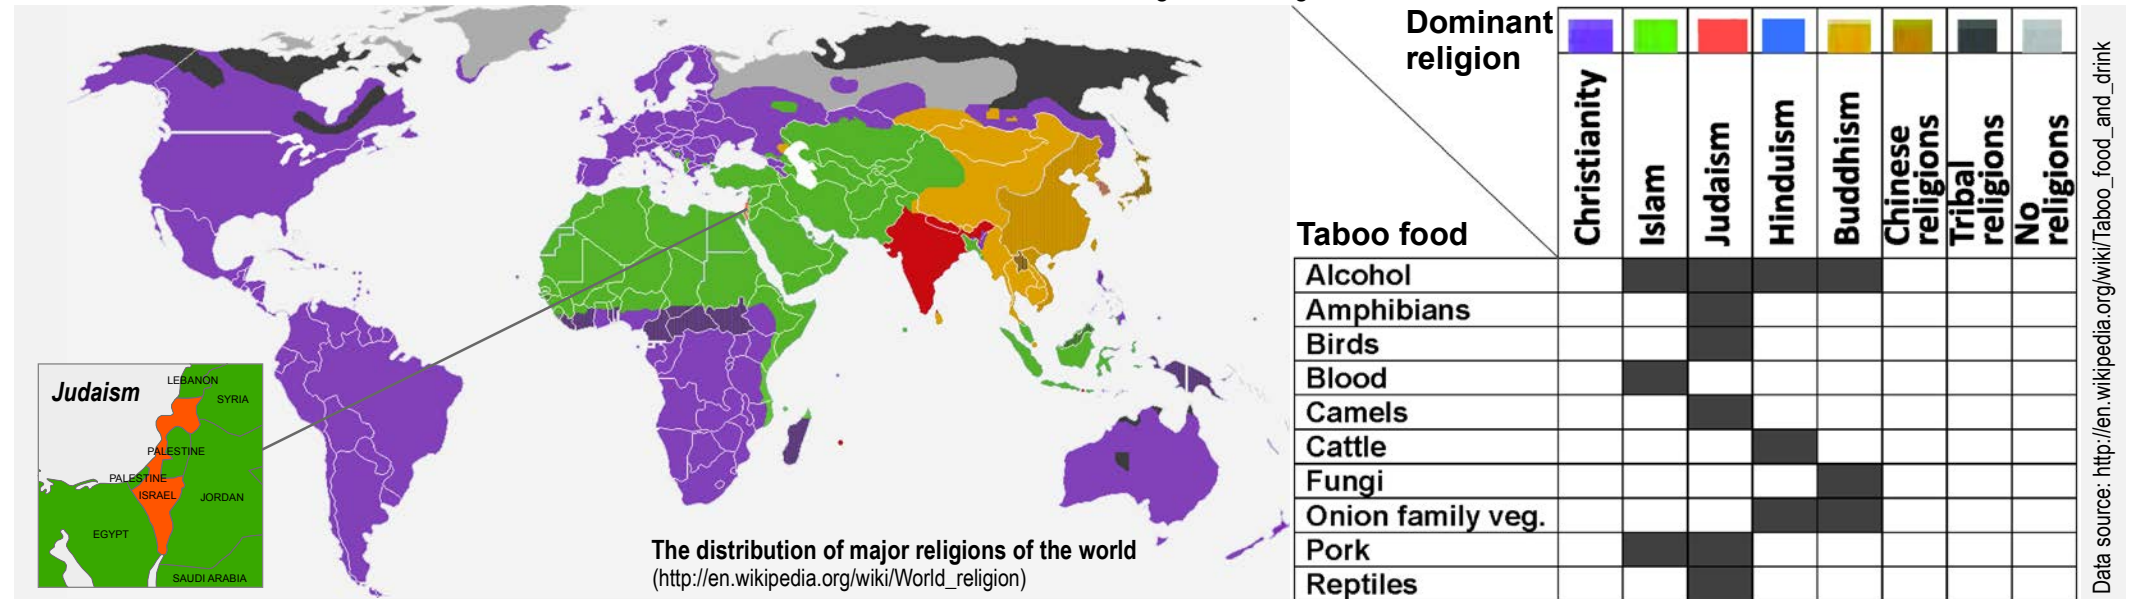 Dominant
religion
Christianity
Islam
Judaism
Hinduism
Buddhism
Chinese
religions
Tribal
religions
No
religions
Taboo food
Alcohol
Amphibians
Birds
Blood
Camels
Cattle
Fungi
Onion family veg.
Pork
Reptiles
Data source: http://en.wikipedia.org/wiki/Taboo_food_and_drink
Judaism
LEBANON
SYRIA
PALESTINE
PALESTINE
ISRAEL
JORDAN
EGYPT
SAUDI ARABIA
The distribution of major religions of the world
(http://en.wikipedia.org/wiki/World_religion)